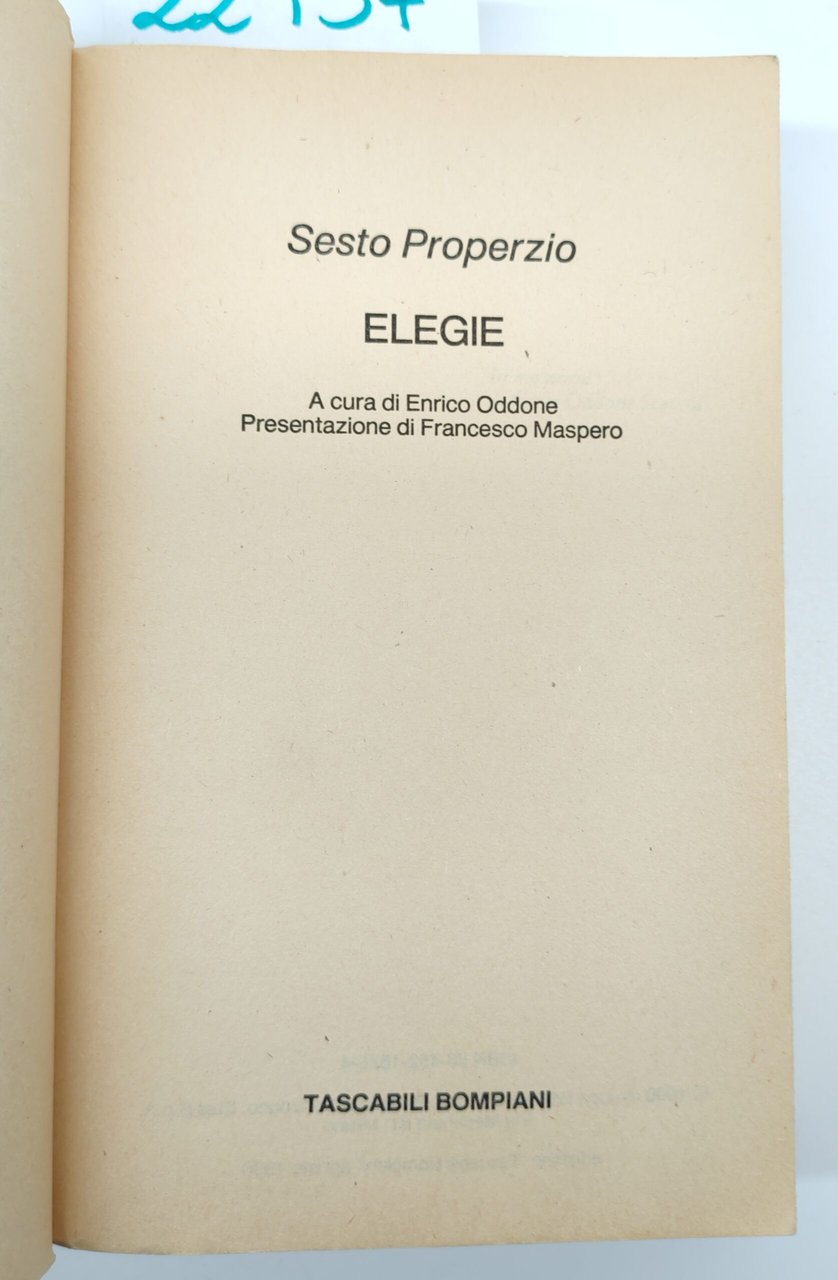 Sesto Properzio
ELEGIE
A cura di Enrico Oddone
Presentazione di Francesco Maspero
TASCABILI BOMPIANI